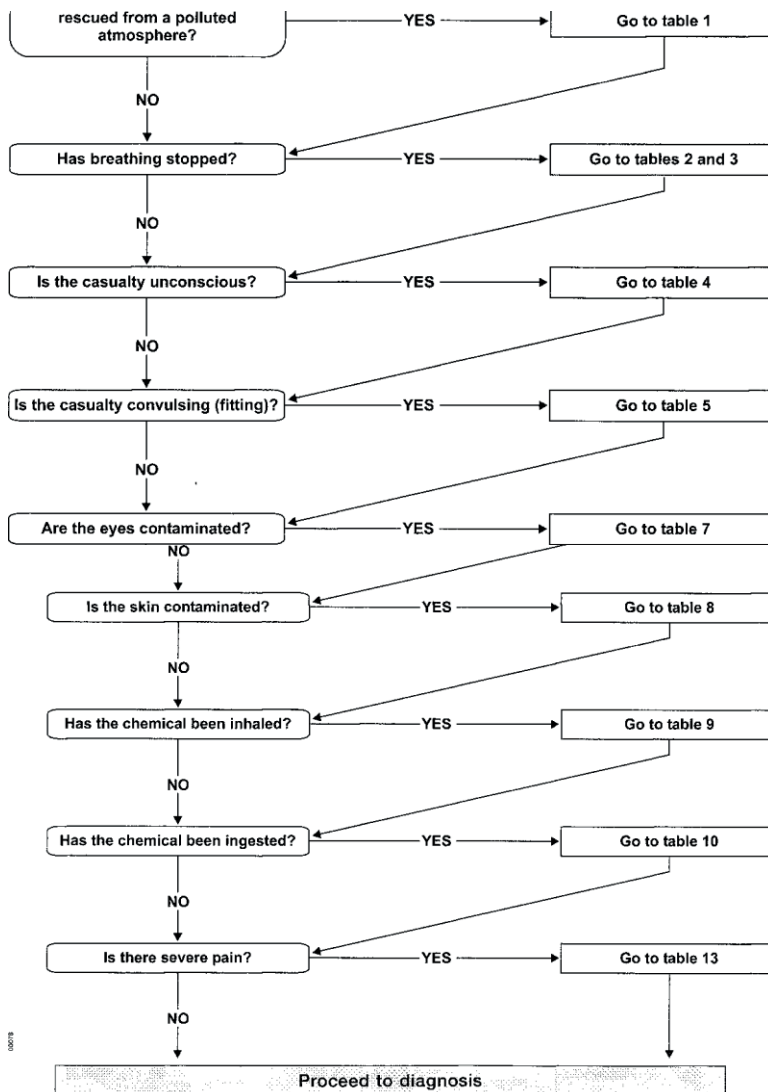 rescued from a polluted
atmosphere?
YES
Go to table 1
NO
Has breathing stopped?
YES
Go to tables 2 and 3
NO
Is the casualty unconscious?
YES
Go to table 4
NO
Is the casualty convulsing (fitting)?
YES
Go to table 5
NO
Are the eyes contaminated?
YES
Go to table 7
NO
Is the skin contaminated?
YES
Go to table 8
NO
Has the chemical been inhaled?
YES
Go to table 9
NO
Has the chemical been ingested?
YES
Go to table 10
NO
Is there severe pain?
YES
Go to table 13
NO
Proceed to diagnosis